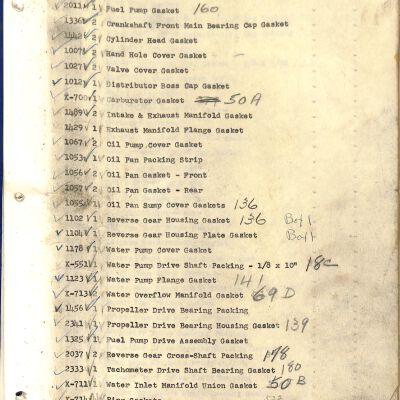 2011 1 Fuel Pump Gasket 160
1336 2 Crankshaft Front Main Bearing Cap Gasket
1442 2 Cylinder Head Gasket
1007 2 Hand Hole Cover Gasket -
1027 2 Valve Cover Gasket
1012 1 Distributor Boss Cap Gasket
X-700 1 Carburetor Gasket 50A
1489 2 Intake & Exhaust Manifold Gasket
1429 1 Exhaust Manifold Flange Gasket
1067 2 Oil Pump Cover Gasket
1053 1 Oil Pan Packing Strip
1056 2 Oil Pan Gasket - Front
1057 2 Oil Pan Gasket - Rear
1055 1 Oil Pan Sump Cover Gaskets 136
1102 1 Reverse Gear Housing Gasket 136
1104 1 Reverse Gear Housing Plate Gasket
1178 1 Water Pump Cover Gasket
X-551 1 Water Pump Drive Shaft Packing - 1/8 x 10" 18c
1123 1 Water Pump Flange Gasket 141
X-713 2 Water Overflow Manifold Gasket 69D
1456 1 Propeller Drive Bearing Packing
2341 1 Propeller Drive Bearing Housing Gasket 139
1325 1 Fuel Pump Drive Assembly Gasket
2037 2 Reverse Gear Cross-Shaft Packing 178
2333 1 Tachometer Drive Shaft Bearing Gasket 180
X-711 1 Water Inlet Manifold Union Gasket 50B
Ring Gaskets